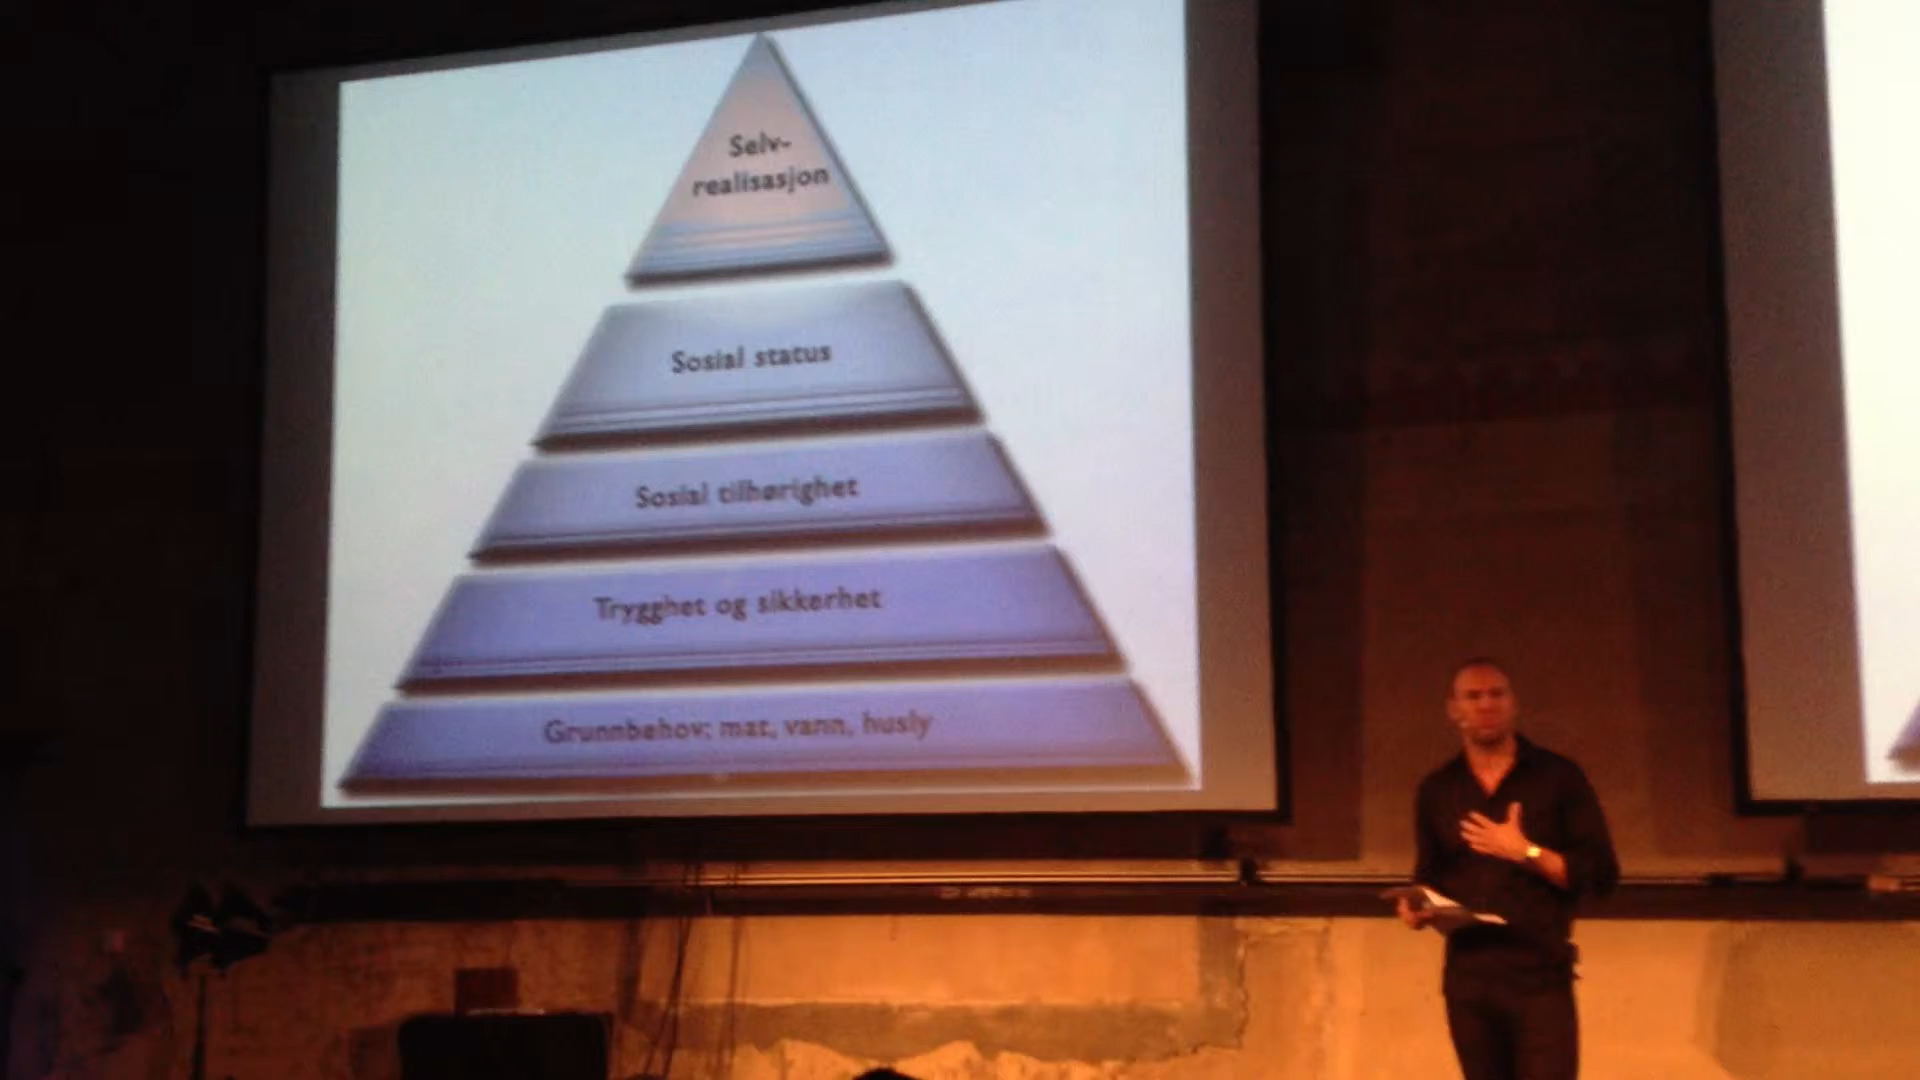 Selv-
realisasjon
Sosial status
Sosial tilhørighet
Trygghet og sikkerhet
Grunnbehov; mat, vann, husly